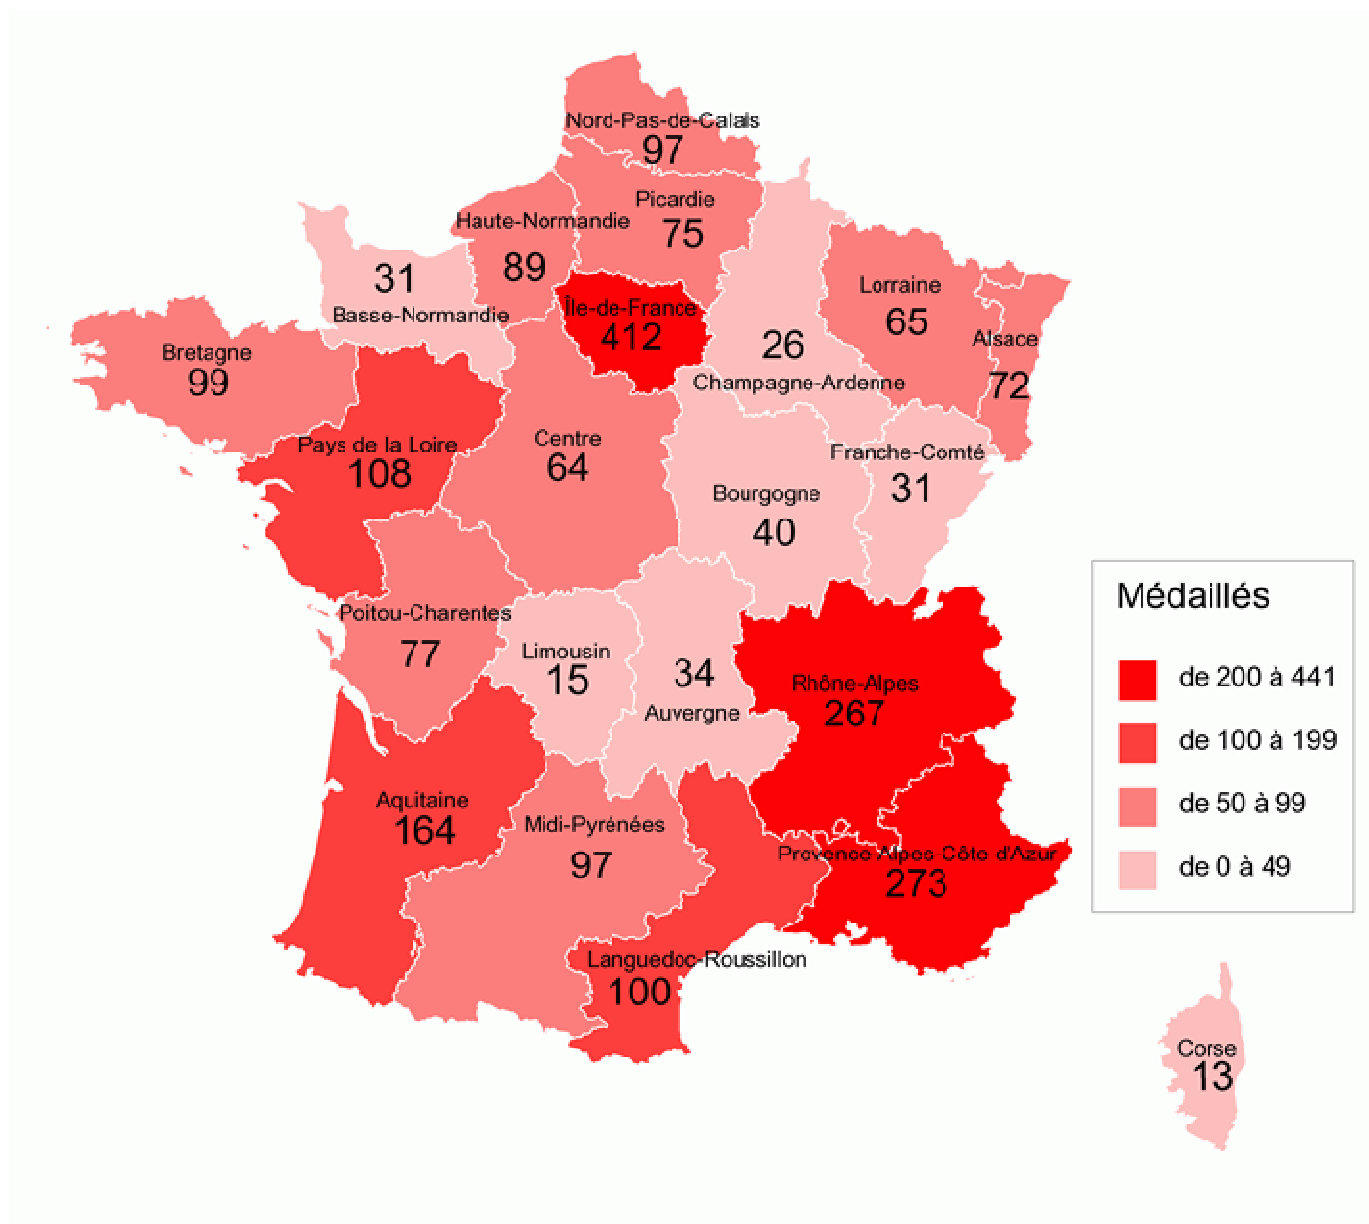 Nord-Pas-de-Calais
97
Picardie
75
Haute-Normandie
89
31
Basse-Normandie
Île-de-France
412
Lorraine
65
Alsace
72
26
Champagne-Ardenne
Bretagne
99
Pays de la Loire
108
Centre
64
Franche-Comté
31
Bourgogne
40
Poitou-Charentes
77
Limousin
15
34
Auvergne
Rhône-Alpes
267
Aquitaine
164
Midi-Pyrénées
97
Provence Alpes Côte d'Azur
273
Languedoc-Roussillon
100
Corse
13
Médaillés
de 200 à 441
de 100 à 199
de 50 à 99
de 0 à 49